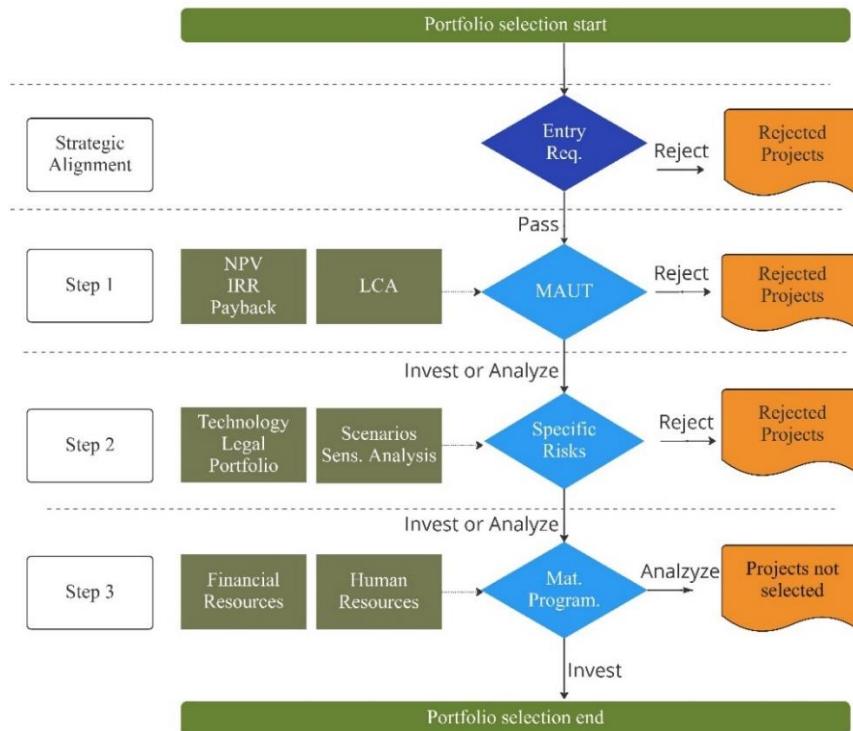 Portfolio selection start
Strategic
Alignment
Entry
Req.
Reject
Rejected
Projects
Pass
Step 1
NPV
IRR
Payback
LCA
MAUT
Reject
Rejected
Projects
Invest or Analyze
Step 2
Technology
Legal
Portfolio
Scenarios
Sens. Analysis
Specific
Risks
Reject
Rejected
Projects
Invest or Analyze
Step 3
Financial
Resources
Human
Resources
Mat.
Program.
Analzyze
Projects not
selected
Invest
Portfolio selection end